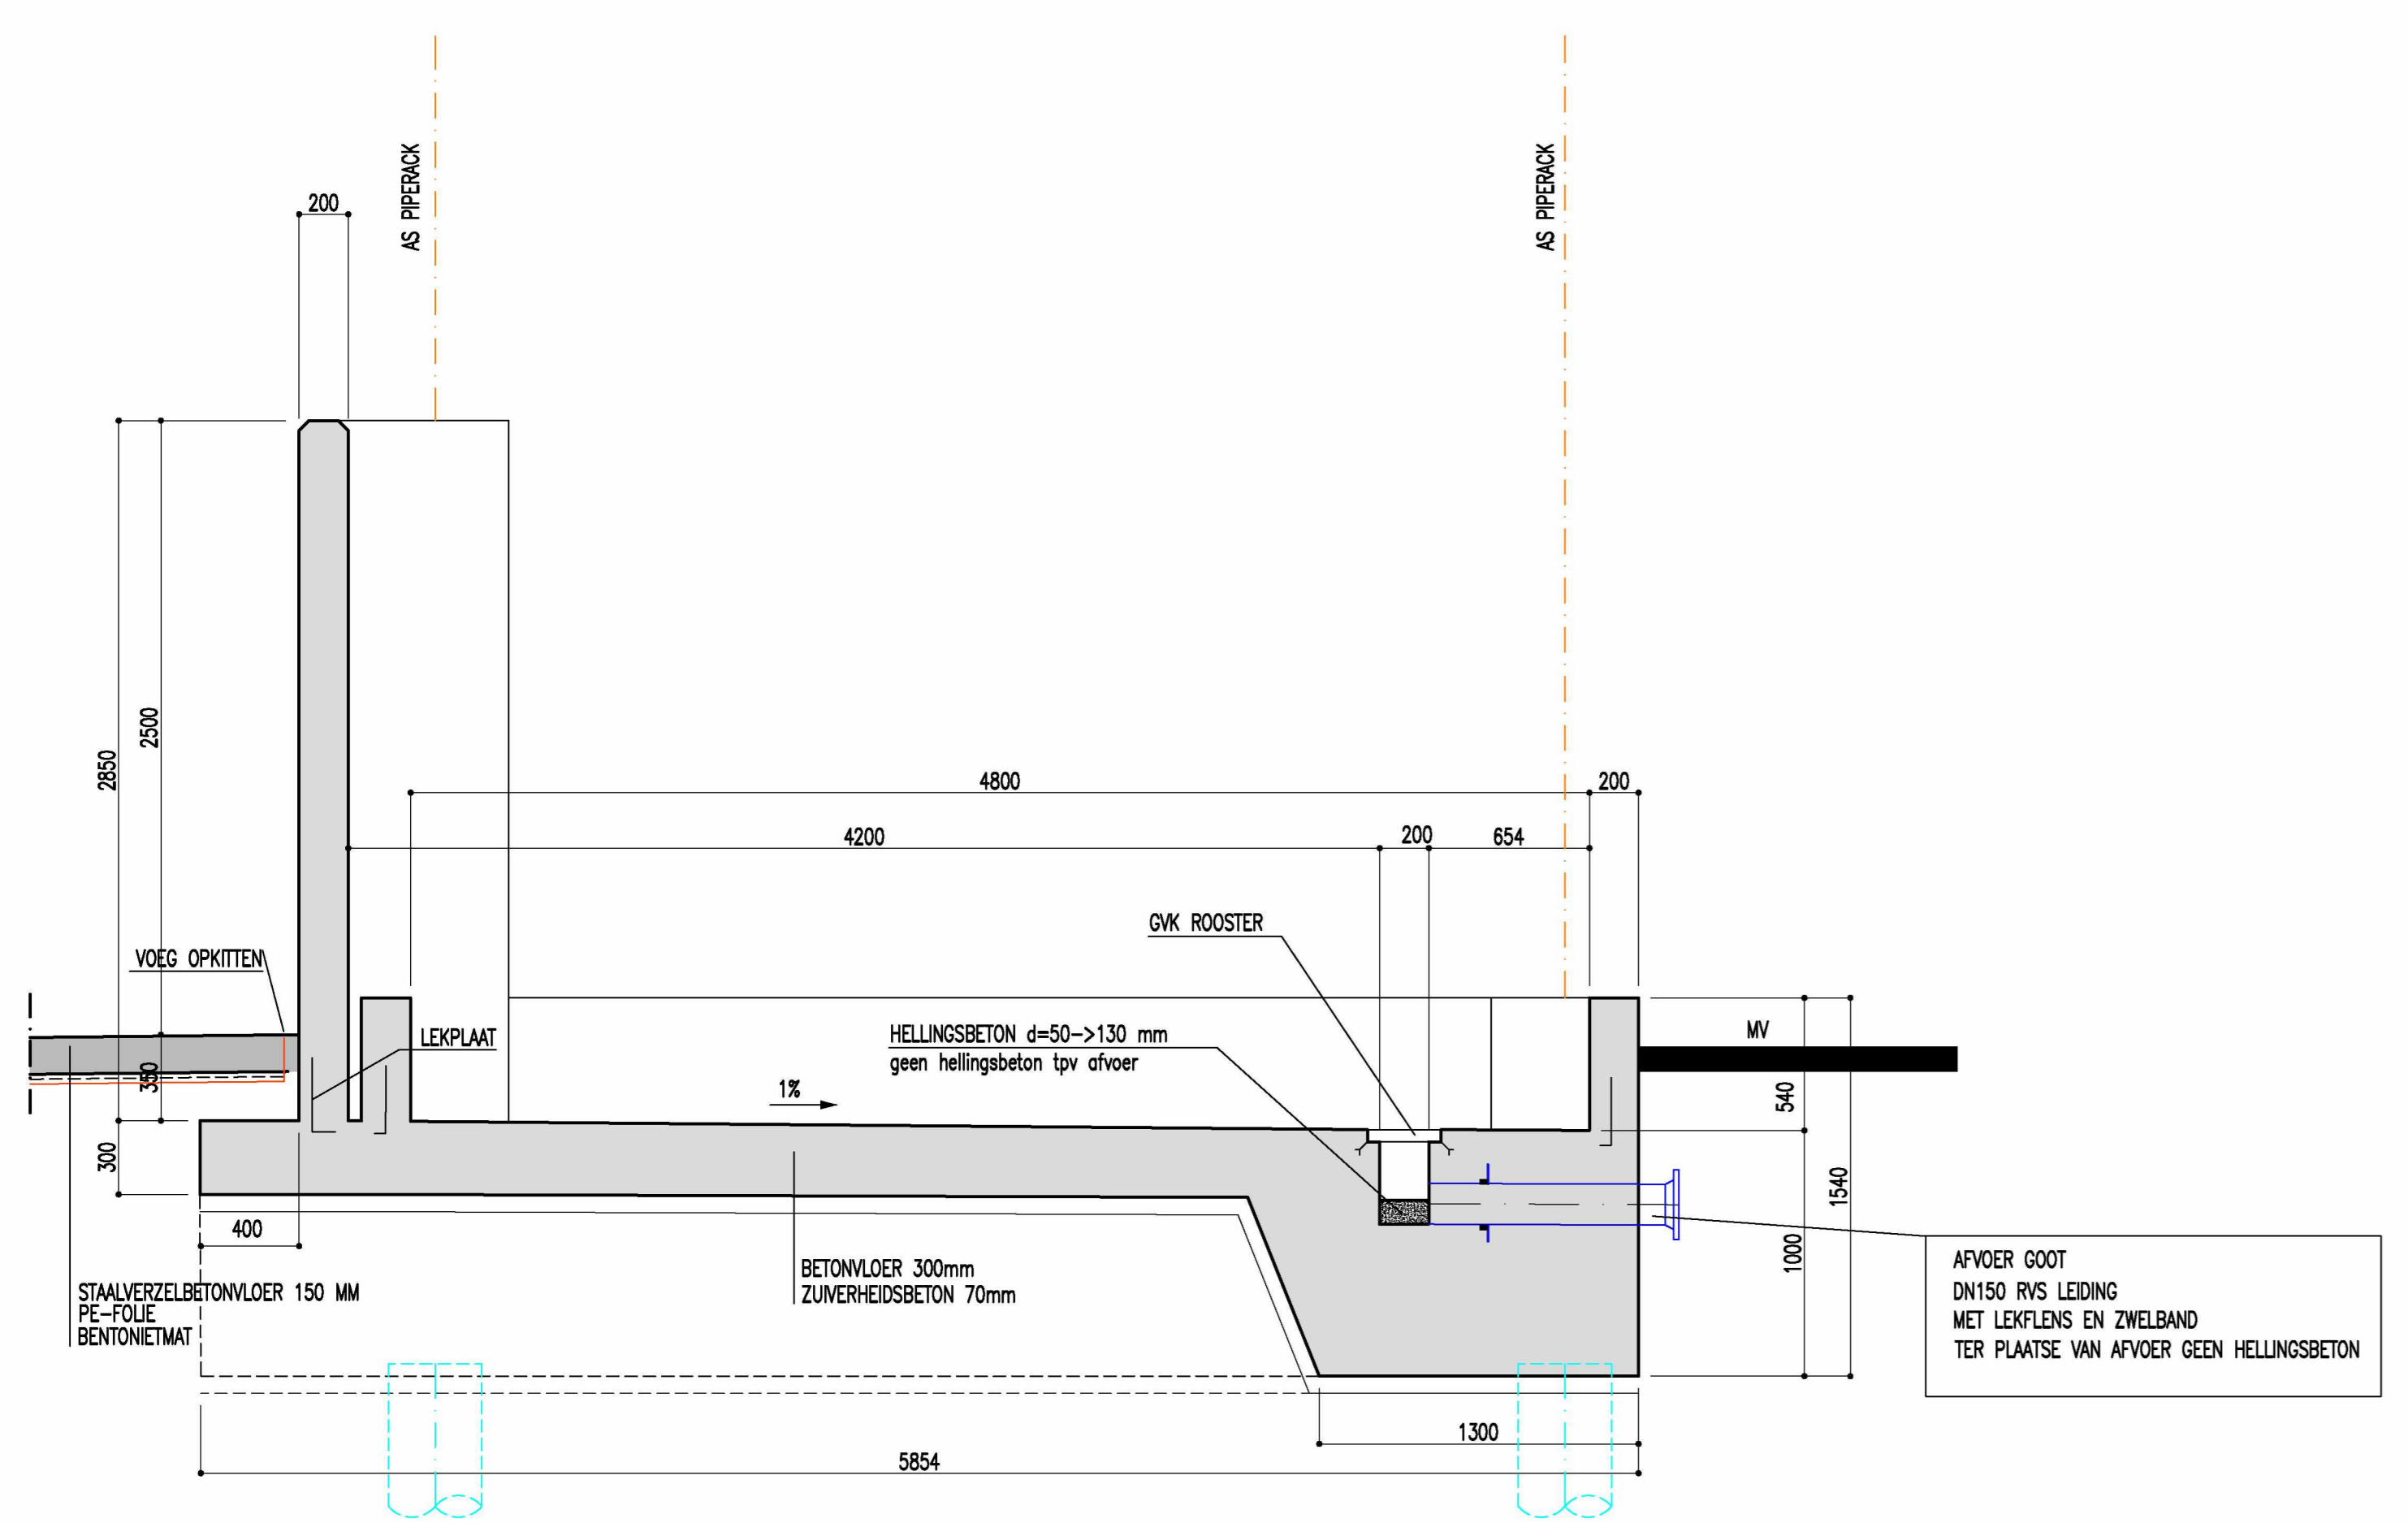 AS PIPERACK
AS PIPERACK
200
2500
2850
4800
200
4200
200
654
GVK ROOSTER
VOEG OPKITTEN
LEKPLAAT
HELLINGSBETON d=50->130 mm
geen hellingsbeton tpv afvoer
MV
350
1%
540
300
1540
400
1000
BETONVLOER 300mm
ZUIVERHEIDSBETON 70mm
STAALVERZELBETONVLOER 150 MM
PE-FOLIE
BENTONIETMAT
AFVOER GOOT
DN150 RVS LEIDING
MET LEKFLENS EN ZWELBAND
TER PLAATSE VAN AFVOER GEEN HELLINGSBETON
1300
5854